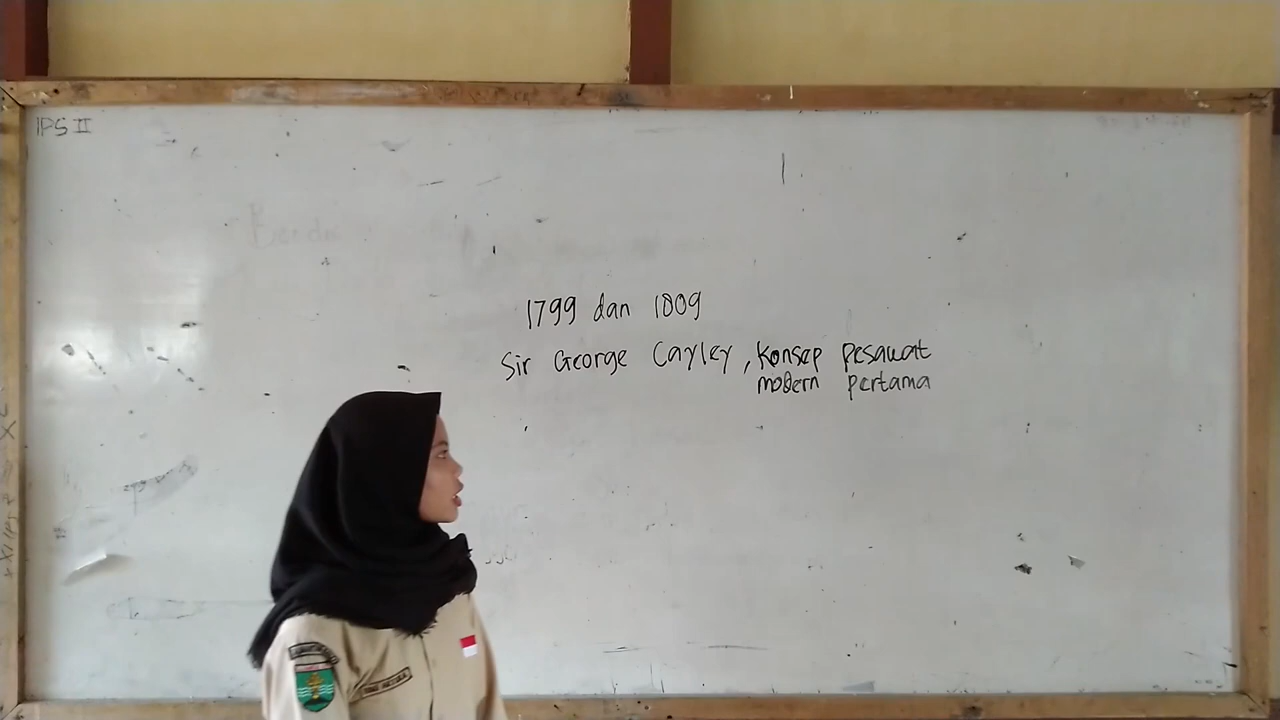 IPS II
1799 dan 1809
Sir George Cayley, konsep pesawat
modern pertama